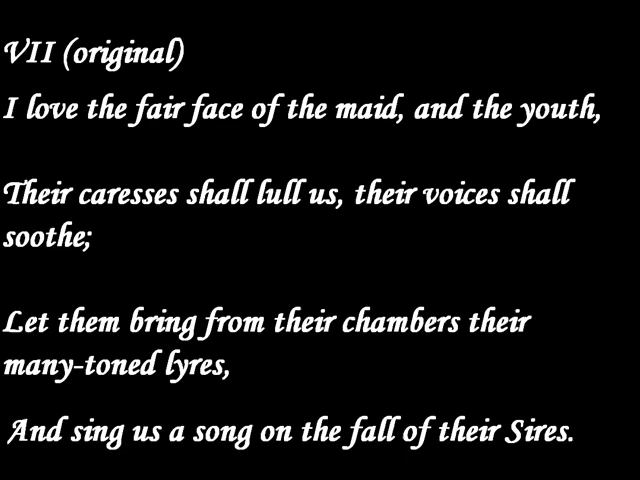 VII (original)
I love the fair face of the maid, and the youth,
Their caresses shall lull us, their voices shall
soothe;
Let them bring from their chambers their
many-toned lyres,
And sing us a song on the fall of their Sires.